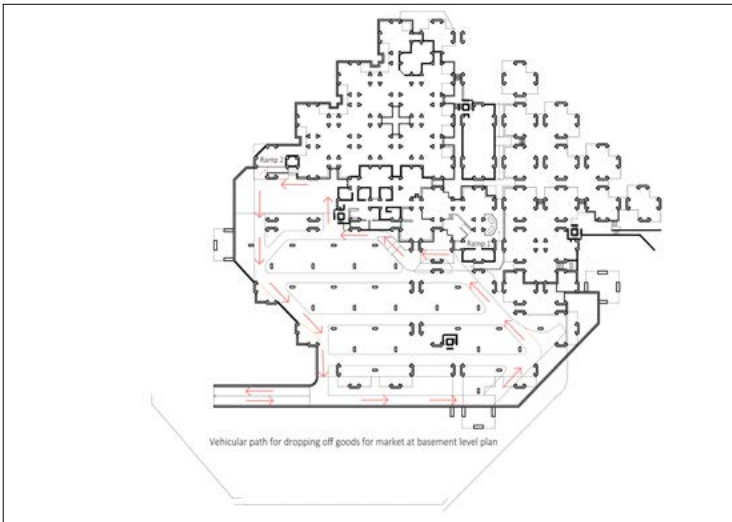 Ramp 2
Ramp 1
Vehicular path for dropping off goods for market at basement level plan